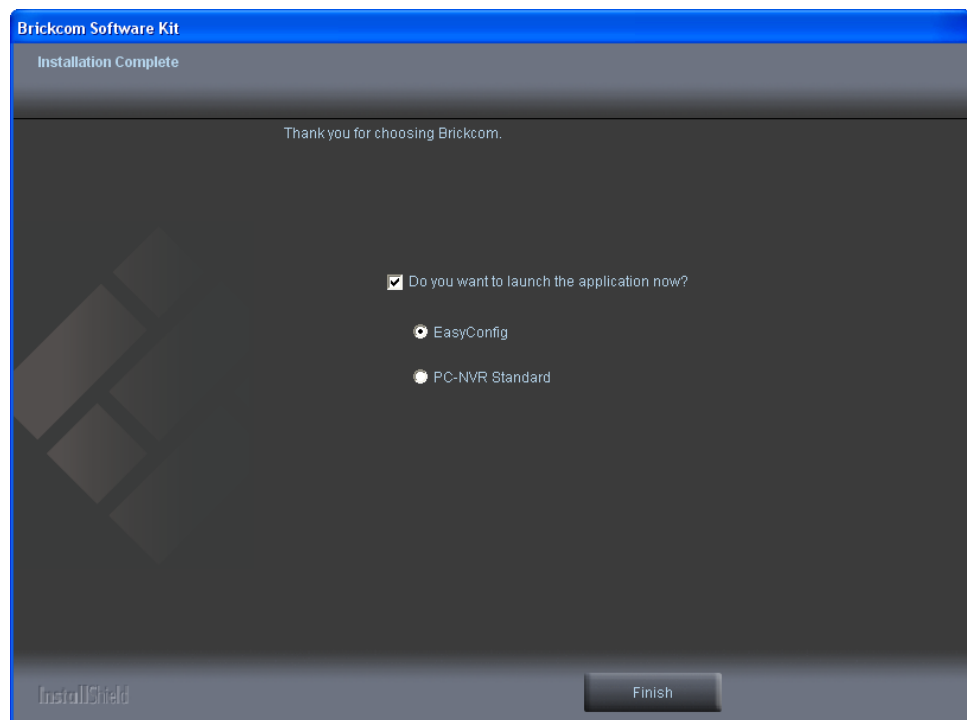 Brickcom Software Kit
Installation Complete
Thank you for choosing Brickcom.
Do you want to launch the application now?
EasyConfig
PC-NVR Standard
InstallShield
Finish